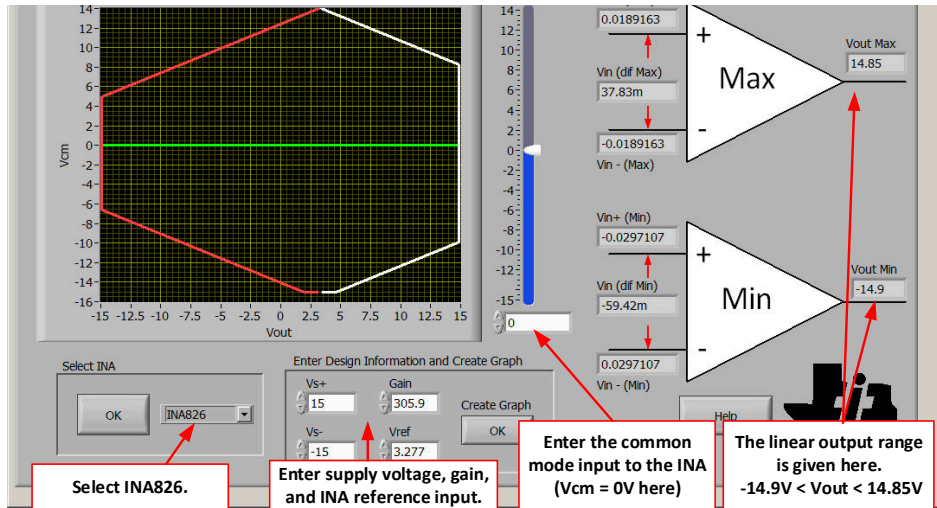 14
12
10
8
6
4
2
0
-2
-4
-6
-8
-10
-12
-14
-16
Vcm
-15 -12.5 -10 -7.5 -5 -2.5 0 2.5 5 7.5 10 12.5 15
Vout
14
12
10
8
6
4
2
0
-2
-4
-6
-8
-10
-12
-15
0
0.0189163
Vin (dif Max)
37.83m
-0.0189163
Vin - (Max)
+
Max
-
Vout Max
14.85
Vin+ (Min)
-0.0297107
Vin (dif Min)
-59.42m
0.0297107
Vin - (Min)
+
Min
-
Vout Min
-14.9
Select INA
OK
INA826
Enter Design Information and Create Graph
Vs+
15
Gain
305.9
Vs-
-15
Vref
3.277
Create Graph
OK
Help
Select INA826.
Enter supply voltage, gain,
and INA reference input.
Enter the common
mode input to the INA
(Vcm = 0V here)
The linear output range
is given here.
-14.9V < Vout < 14.85V